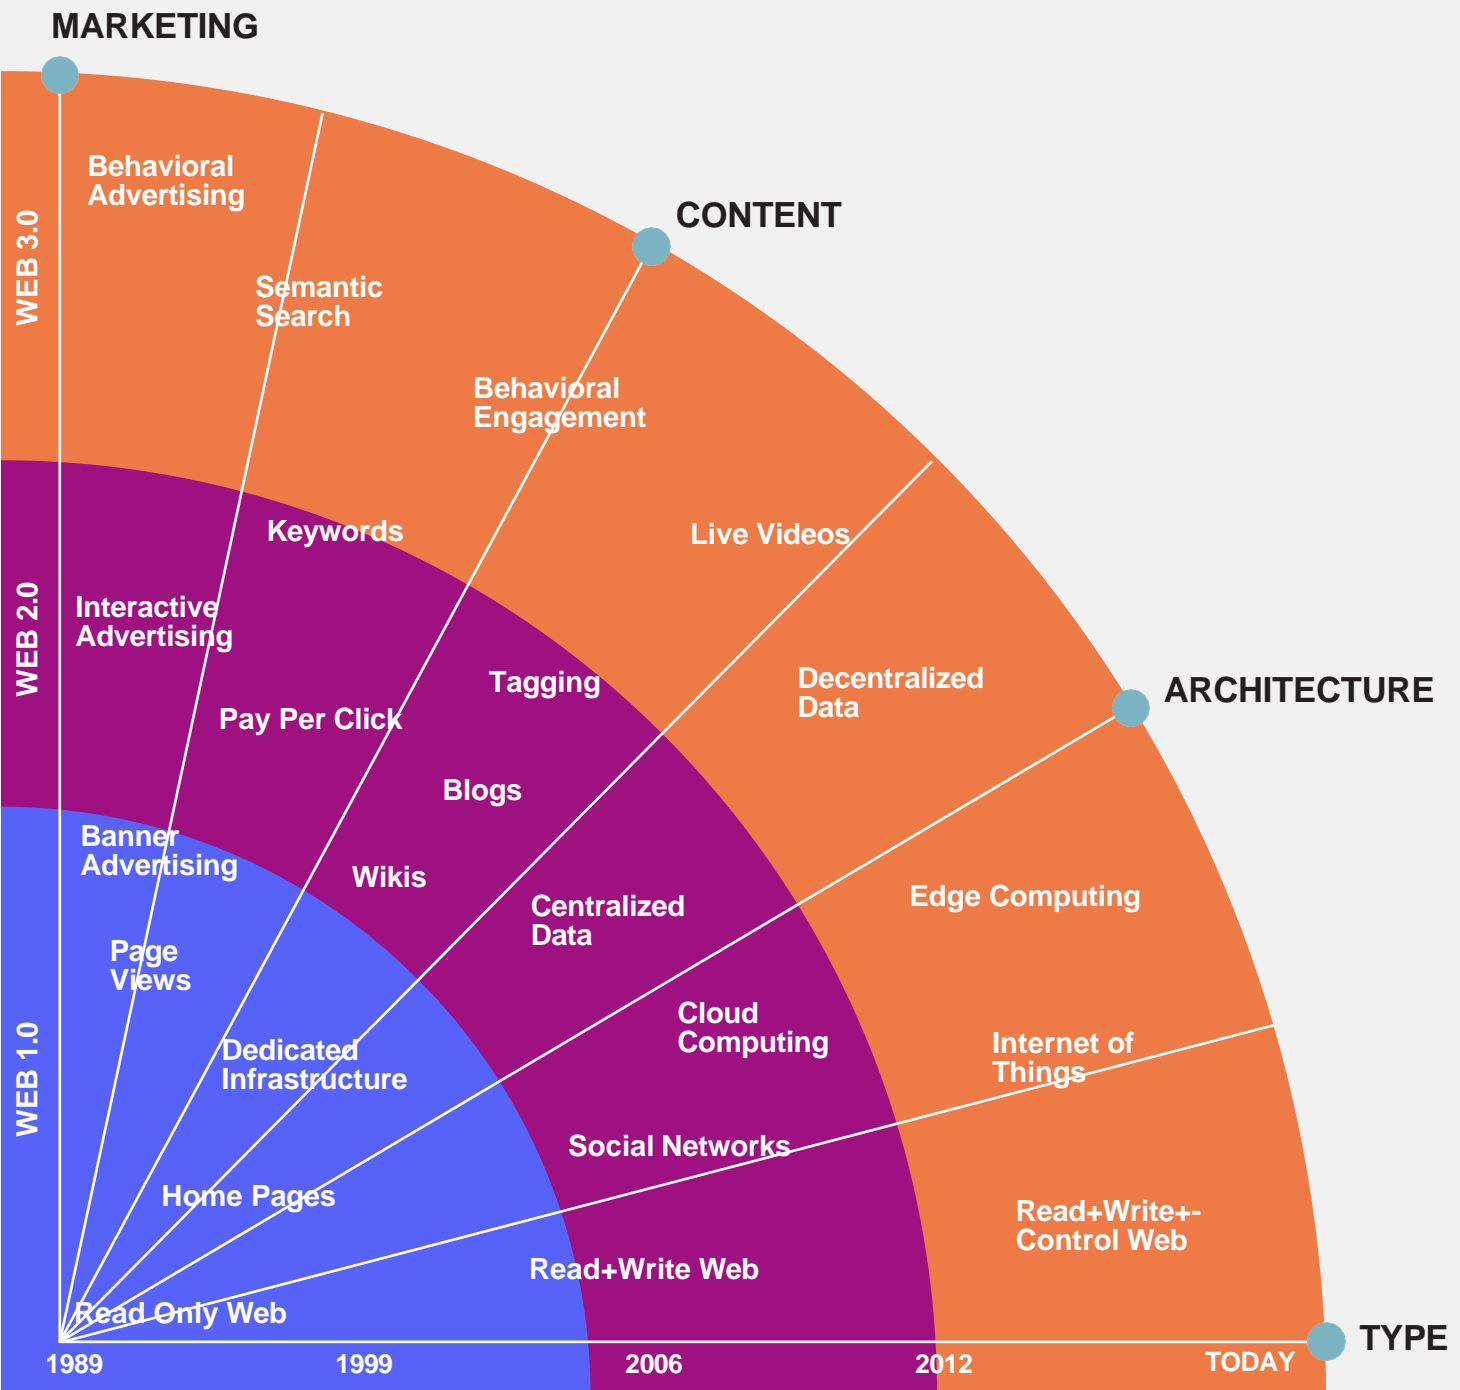 MARKETING
Behavioral
Advertising
CONTENT
WEB 3.0
Semantic
Search
Behavioral
Engagement
Keywords
Live Videos
WEB 2.0
Interactive
Advertising
Tagging
Decentralized
Data
ARCHITECTURE
Pay Per Click
Blogs
Banner
Advertising
Wikis
Centralized
Data
Edge Computing
Page
Views
Cloud
Computing
WEB 1.0
Dedicated
Infrastructure
Internet of
Things
Social Networks
Home Pages
Read+Write+-
Control Web
Read+Write Web
Read Only Web
TYPE
1989
1999
2006
2012
TODAY